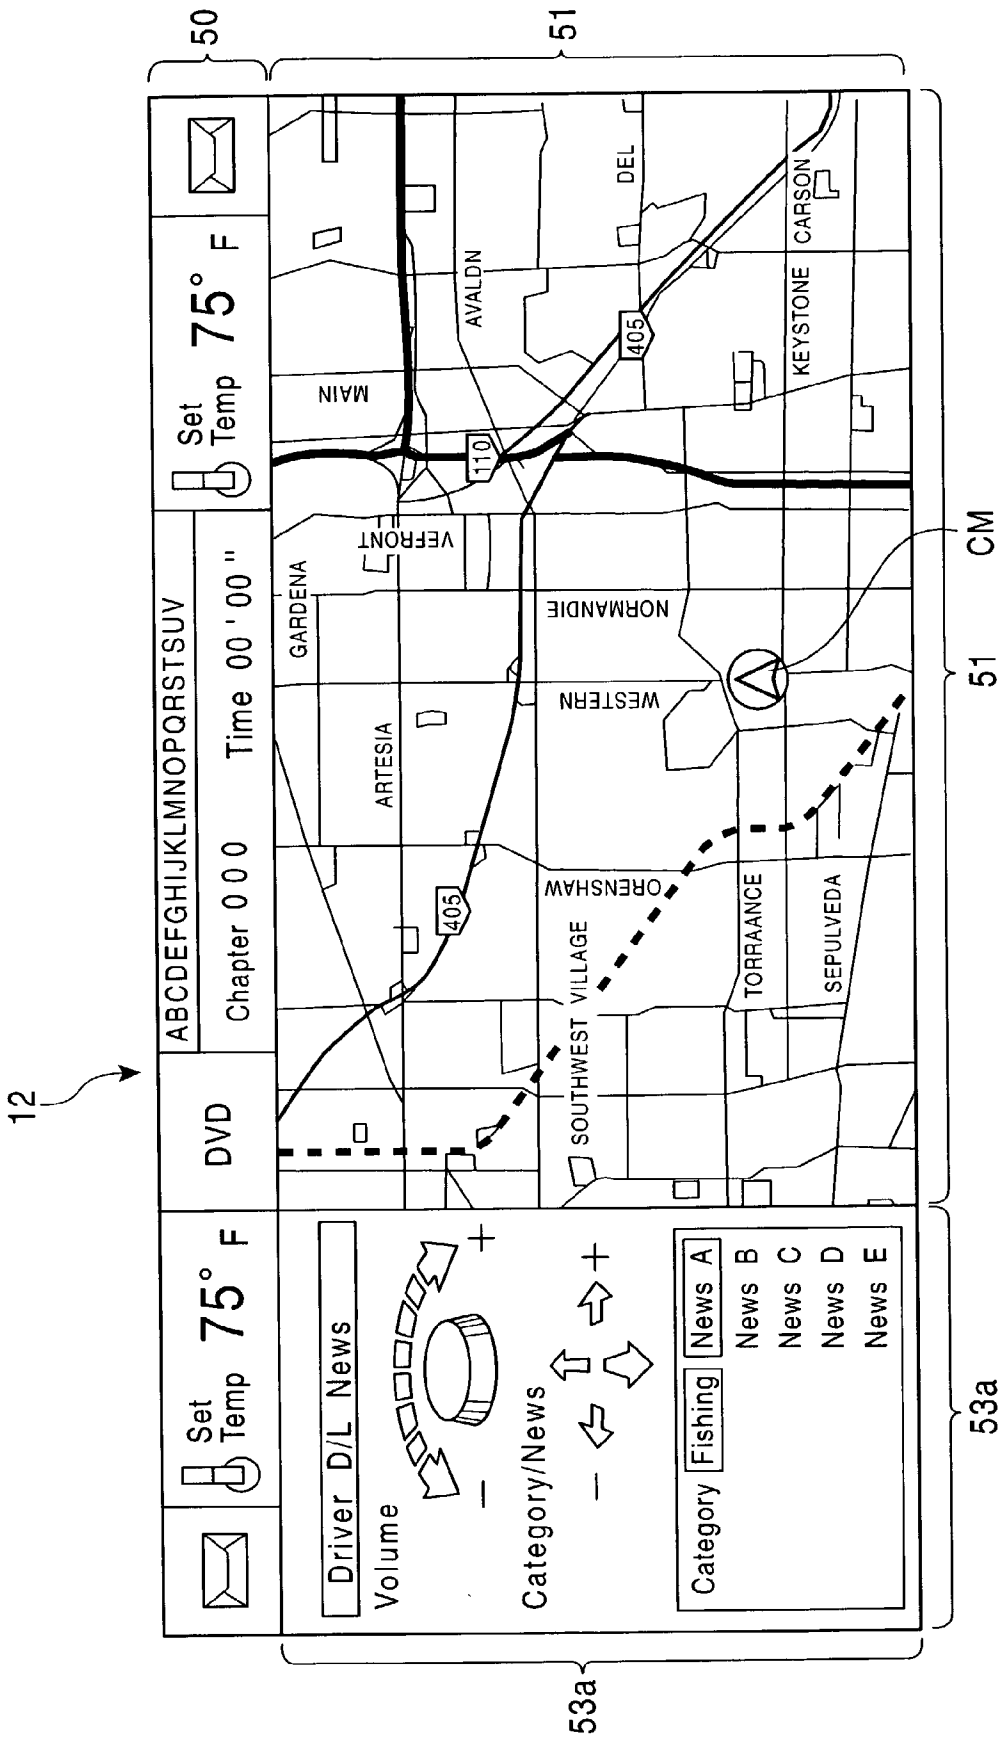 12
50
Set
Temp 75° F
DVD
ABCDEFGHIJKLMNOPQRSTSUV
Chapter 0 0 0 Time 00 ' 00 "
Set
Temp 75° F
53a
Driver D/L News
Volume
− +
Category/News
− +
Category Fishing News A
News B
News C
News D
News E
53a
51
GARDENA
MAIN
VEFRONT
ARTESIA
AVALDN
110
405
NORMANDIE
WESTERN
ORENSHAW
SOUTHWEST VILLAGE
DEL
405
TORRAANCE
KEYSTONE CARSON
SEPULVEDA
CM
51